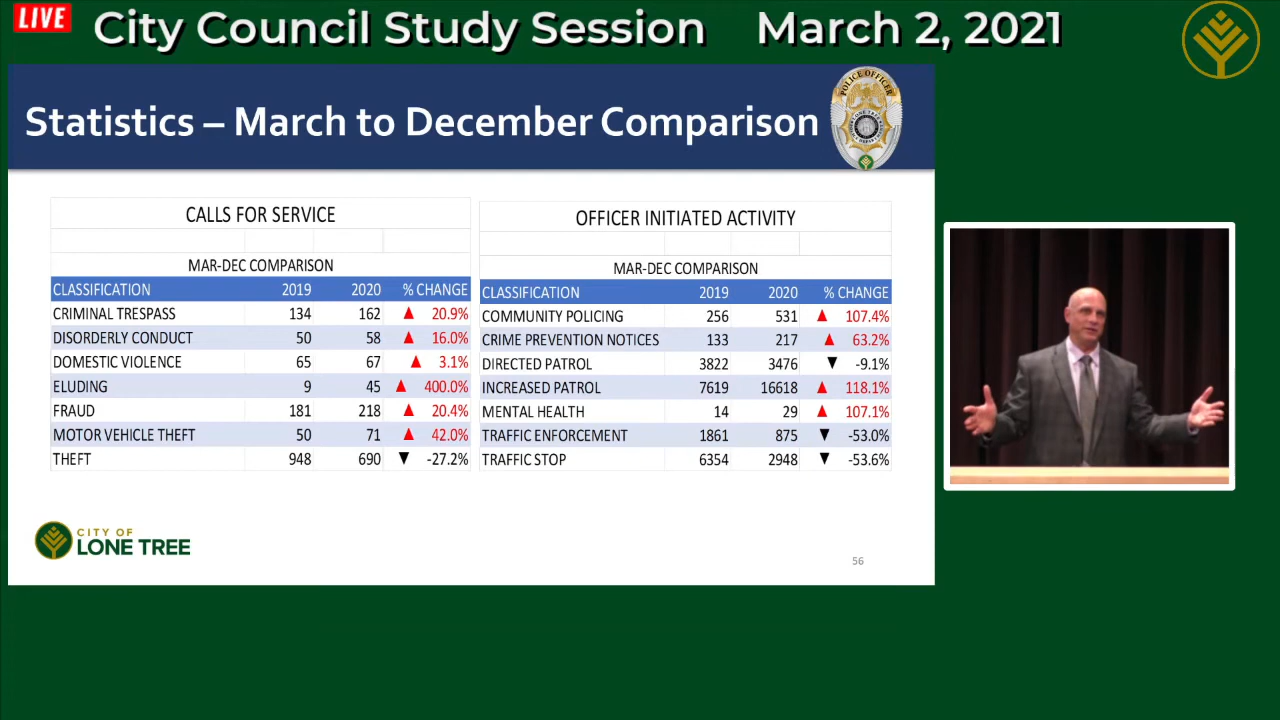 LIVE
City Council Study Session March 2, 2021
Statistics – March to December Comparison
POLICE OFFICER
CALLS FOR SERVICE
MAR-DEC COMPARISON
CLASSIFICATION 2019 2020 % CHANGE
CRIMINAL TRESPASS 134 162 ▲ 20.9%
DISORDERLY CONDUCT 50 58 ▲ 16.0%
DOMESTIC VIOLENCE 65 67 ▲ 3.1%
ELUDING 9 45 ▲ 400.0%
FRAUD 181 218 ▲ 20.4%
MOTOR VEHICLE THEFT 50 71 ▲ 42.0%
THEFT 948 690 ▼ -27.2%
OFFICER INITIATED ACTIVITY
MAR-DEC COMPARISON
CLASSIFICATION 2019 2020 % CHANGE
COMMUNITY POLICING 256 531 ▲ 107.4%
CRIME PREVENTION NOTICES 133 217 ▲ 63.2%
DIRECTED PATROL 3822 3476 ▼ -9.1%
INCREASED PATROL 7619 16618 ▲ 118.1%
MENTAL HEALTH 14 29 ▲ 107.1%
TRAFFIC ENFORCEMENT 1861 875 ▼ -53.0%
TRAFFIC STOP 6354 2948 ▼ -53.6%
CITY OF
LONE TREE
56